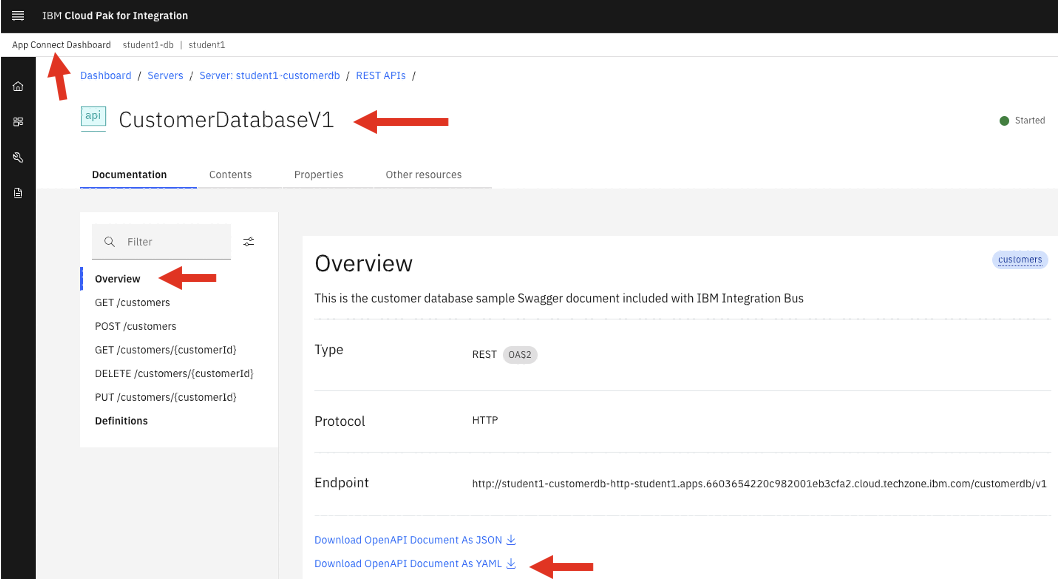 IBM Cloud Pak for Integration
App Connect Dashboard student1-db | student1
Dashboard / Servers / Server: student1-customerdb / REST APIs /
api CustomerDatabaseV1
Started
Documentation Contents Properties Other resources
Filter
Overview
GET /customers
POST /customers
GET /customers/{customerId}
DELETE /customers/{customerId}
PUT /customers/{customerId}
Definitions
Overview
customers
This is the customer database sample Swagger document included with IBM Integration Bus
Type REST OAS2
Protocol HTTP
Endpoint http://student1-customerdb-http-student1.apps.6603654220c982001eb3cfa2.cloud.techzone.ibm.com/customerdb/v1
Download OpenAPI Document As JSON
Download OpenAPI Document As YAML